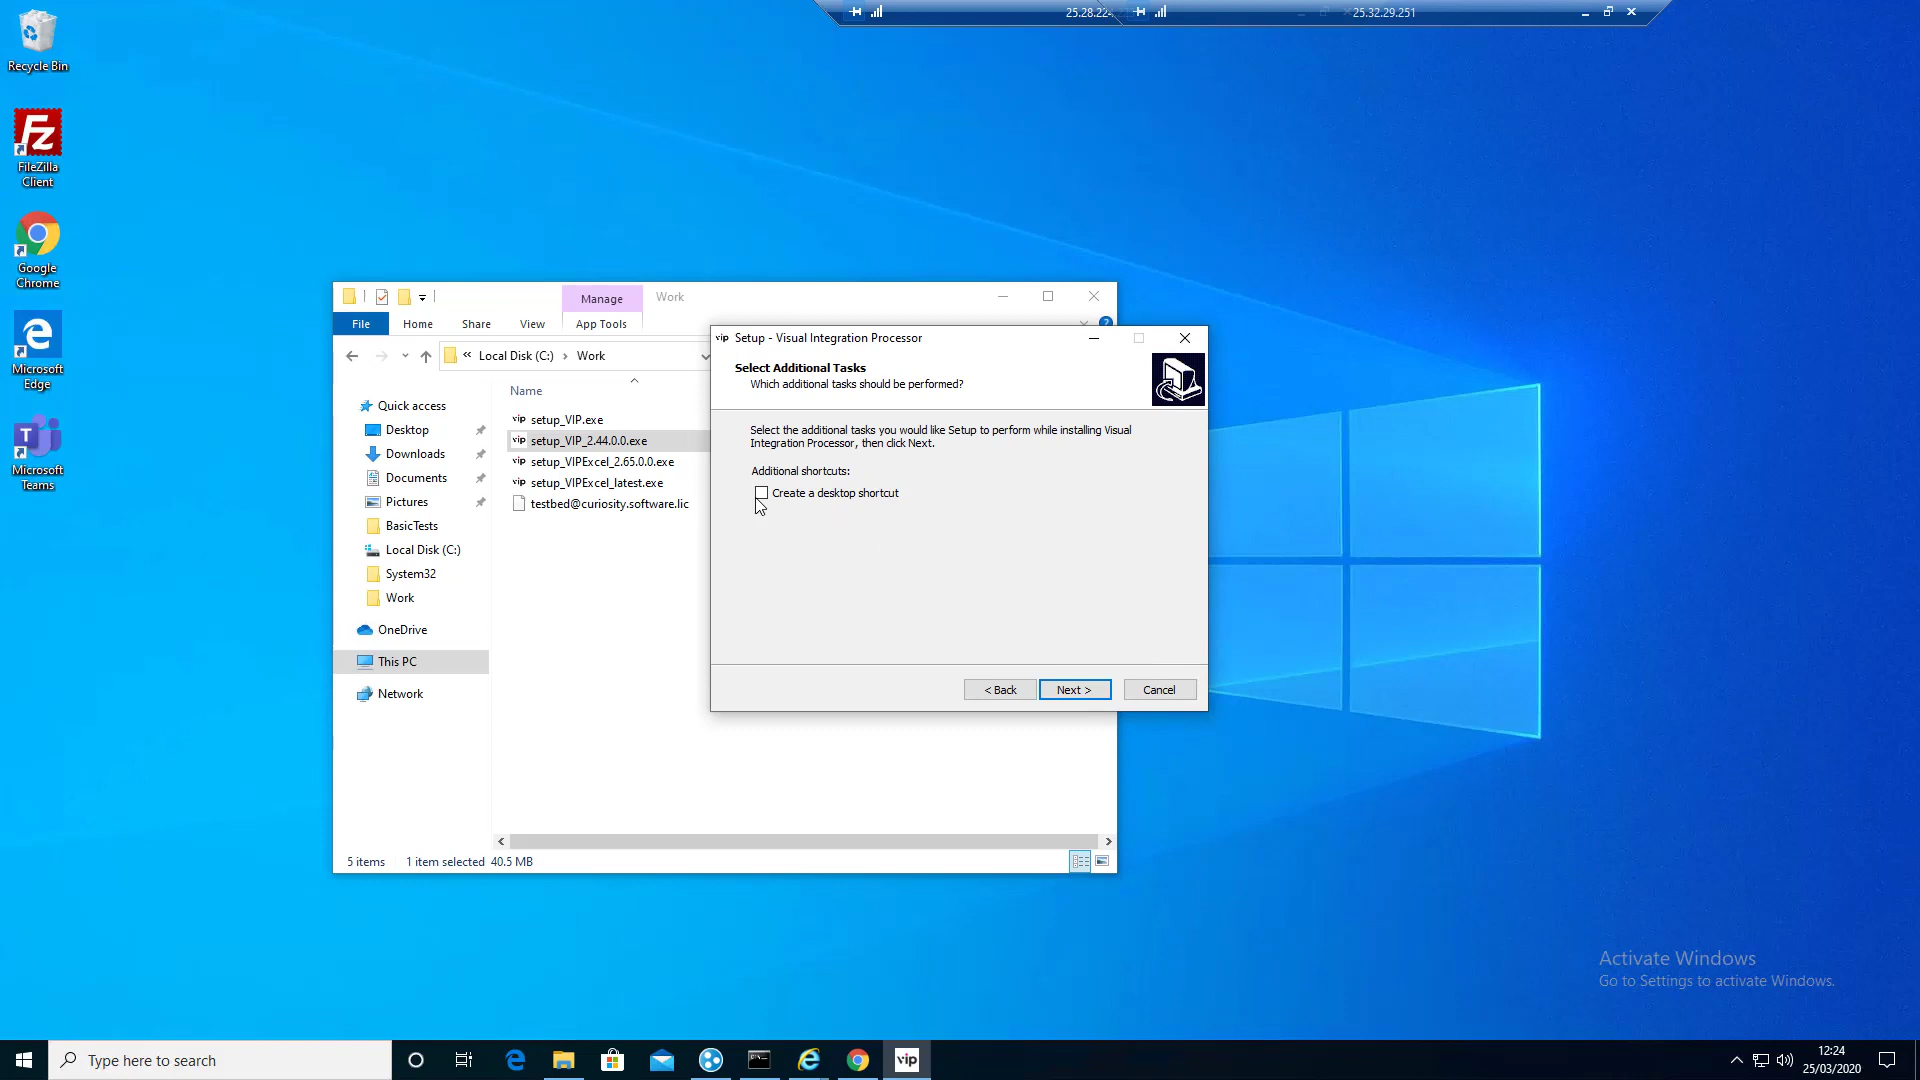 25.28.224.
25.32.29.251
Recycle Bin
FileZilla
Client
Google
Chrome
Microsoft
Edge
Microsoft
Teams
Manage
Work
File
Home
Share
View
App Tools
« Local Disk (C:) > Work
Name
Quick access
Desktop
Downloads
Documents
Pictures
BasicTests
Local Disk (C:)
System32
Work
OneDrive
This PC
Network
vip setup_VIP.exe
vip setup_VIP_2.44.0.0.exe
vip setup_VIPExcel_2.65.0.0.exe
vip setup_VIPExcel_latest.exe
testbed@curiosity.software.lic
5 items
1 item selected 40.5 MB
vip Setup - Visual Integration Processor
Select Additional Tasks
Which additional tasks should be performed?
Select the additional tasks you would like Setup to perform while installing Visual
Integration Processor, then click Next.
Additional shortcuts:
Create a desktop shortcut
< Back
Next >
Cancel
Activate Windows
Go to Settings to activate Windows.
Type here to search
vip
12:24
25/03/2020